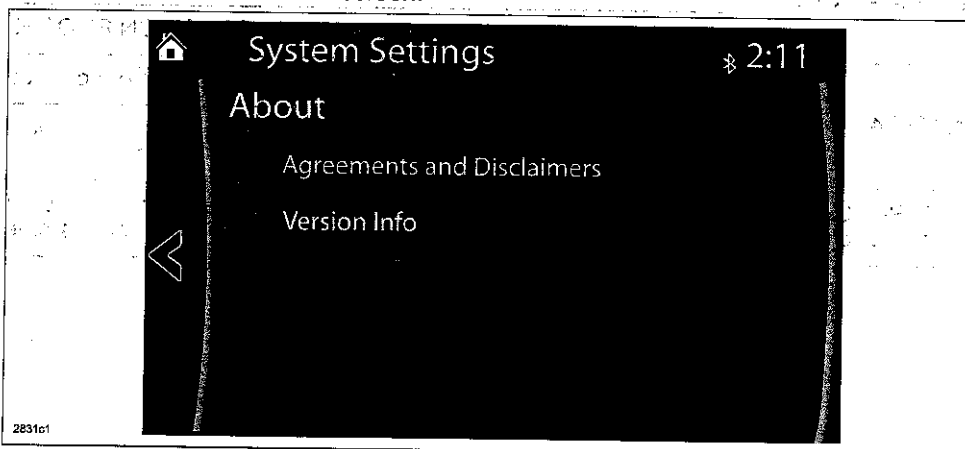 System Settings
2:11
About
Agreements and Disclaimers
Version Info
2831c1